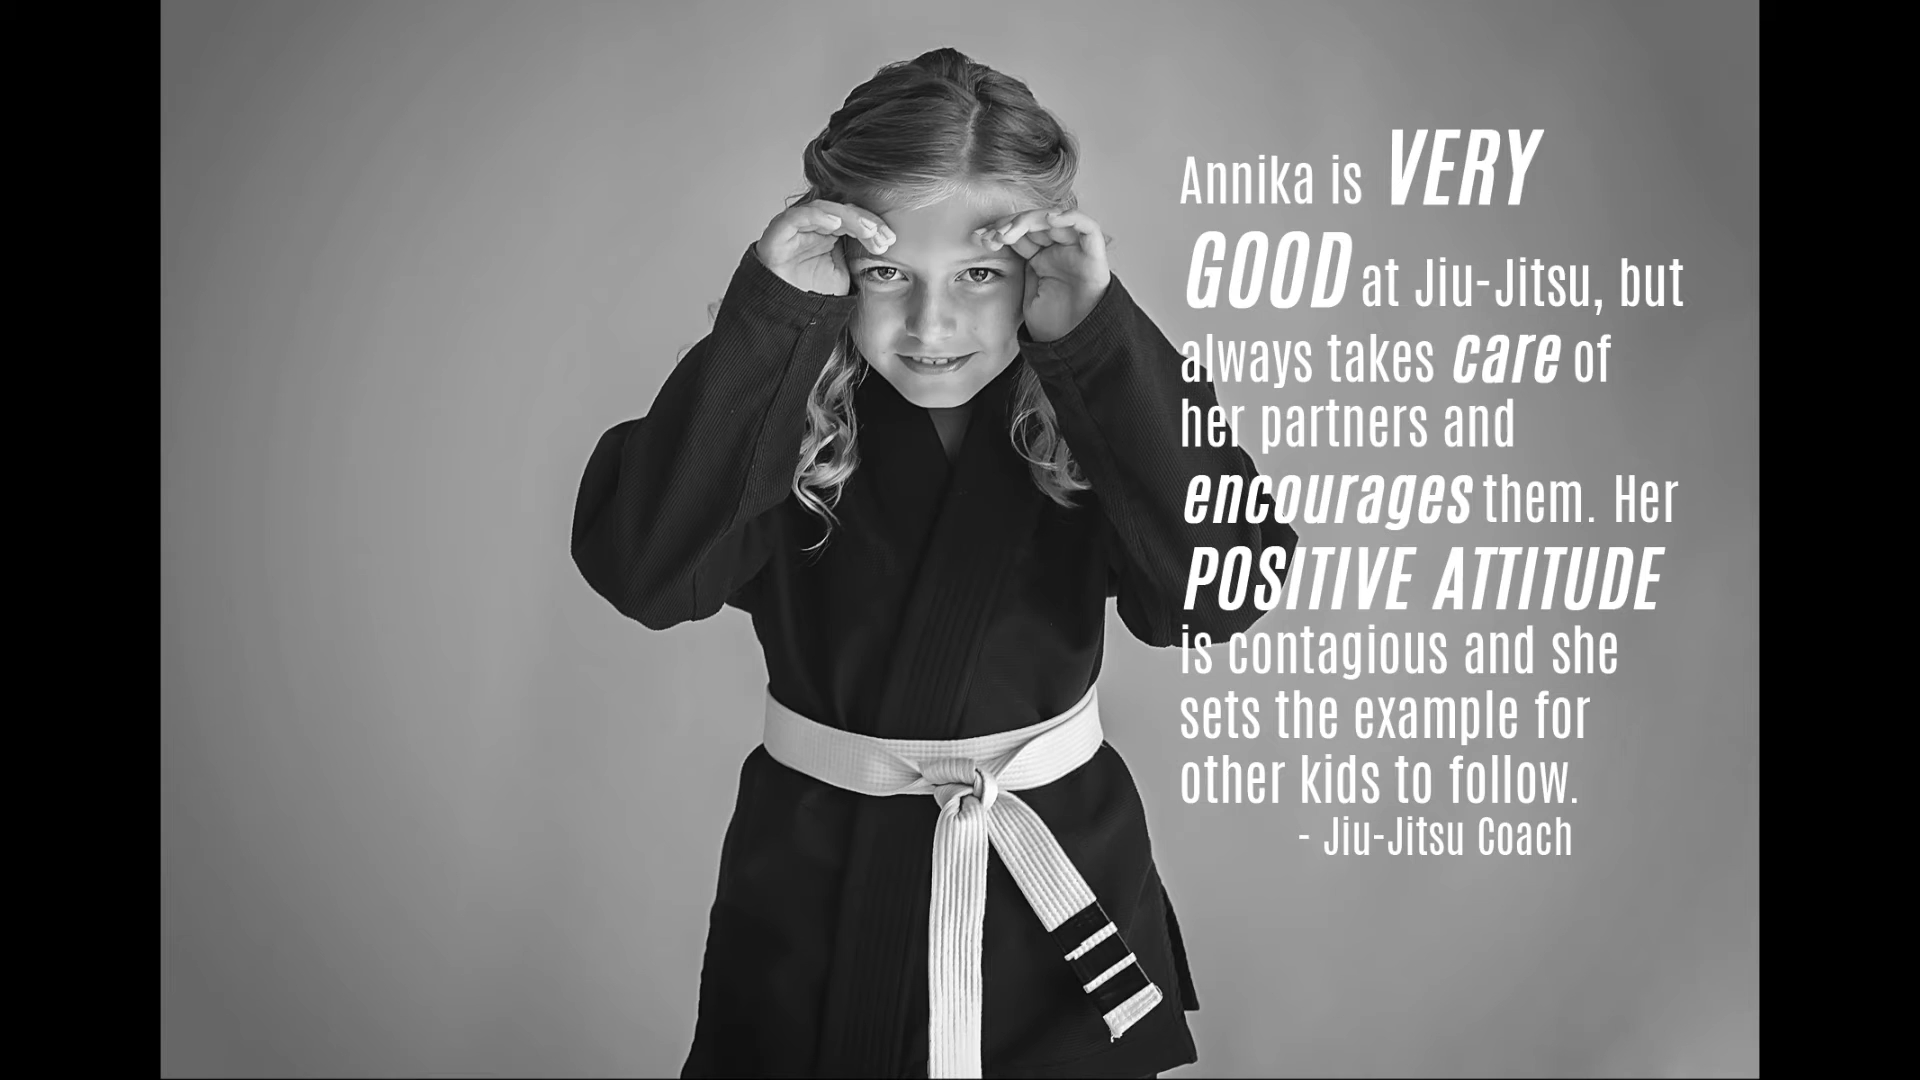 Annika is VERY
GOOD at Jiu-Jitsu, but
always takes care of
her partners and
encourages them. Her
POSITIVE ATTITUDE
is contagious and she
sets the example for
other kids to follow.
- Jiu-Jitsu Coach